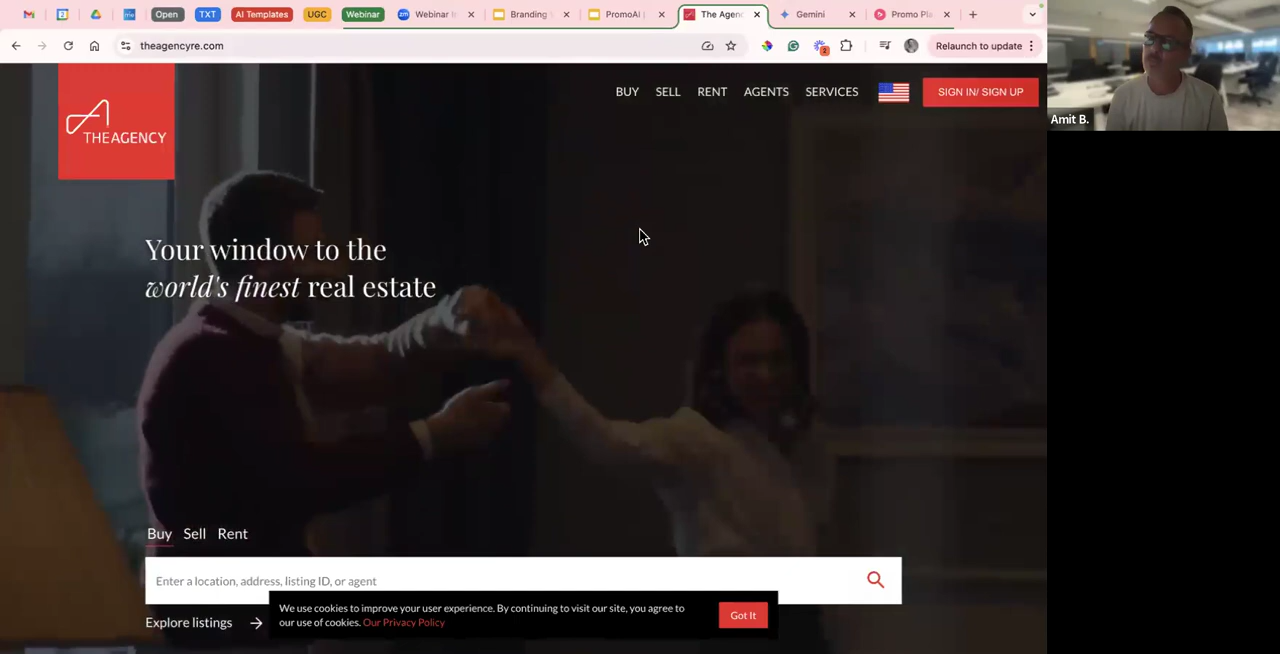 Open
TXT
AI Templates
UGC
Webinar
Webinar
Branding
PromoAI
The Agenc
Gemini
Promo Pla
theagencyre.com
2
Relaunch to update
THEAGENCY
BUY
SELL
RENT
AGENTS
SERVICES
SIGN IN/ SIGN UP
Amit B.
Your window to the
world's finest real estate
Buy Sell Rent
Enter a location, address, listing ID, or agent
We use cookies to improve your user experience. By continuing to visit our site, you agree to
our use of cookies. Our Privacy Policy
Got It
Explore listings